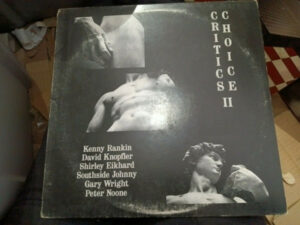 CRITICS
CHOICE II
Kenny Rankin
David Knopfler
Shirley Eikhard
Southside Johnny
Gary Wright
Peter Noone